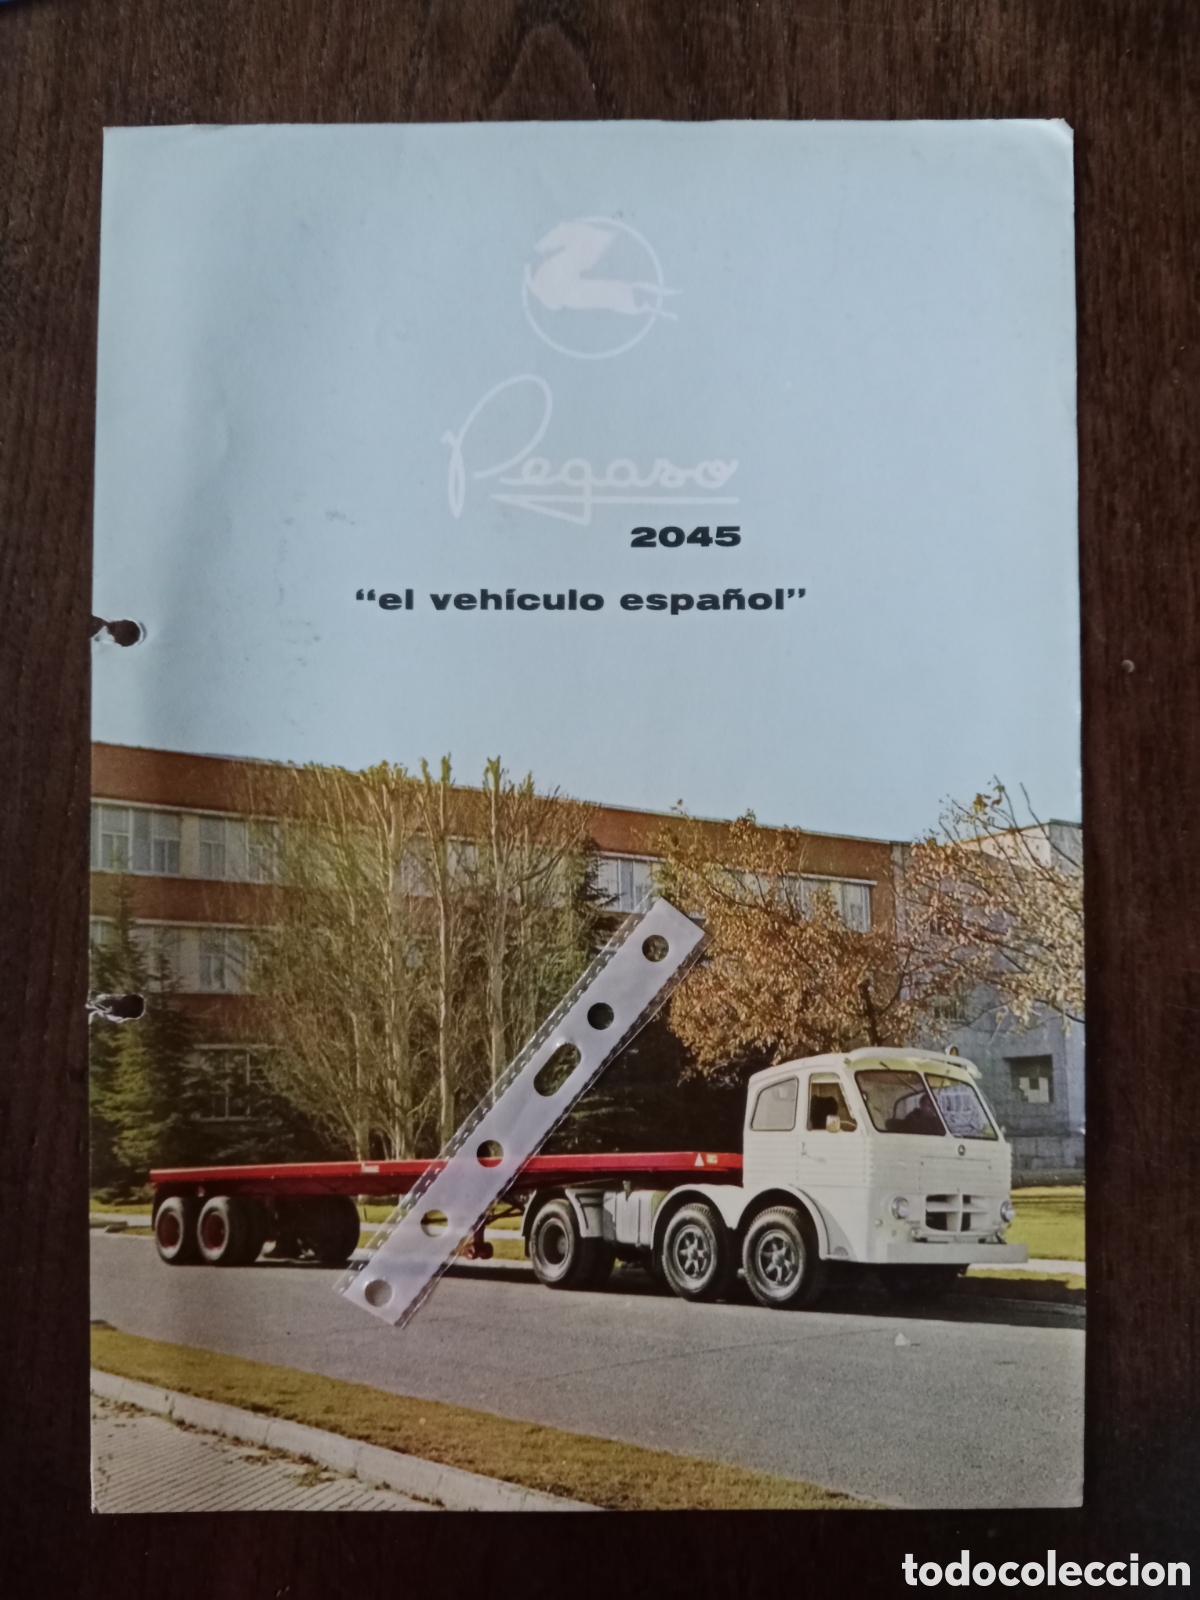 Pegaso
2045
“el vehículo español”
todocoleccion